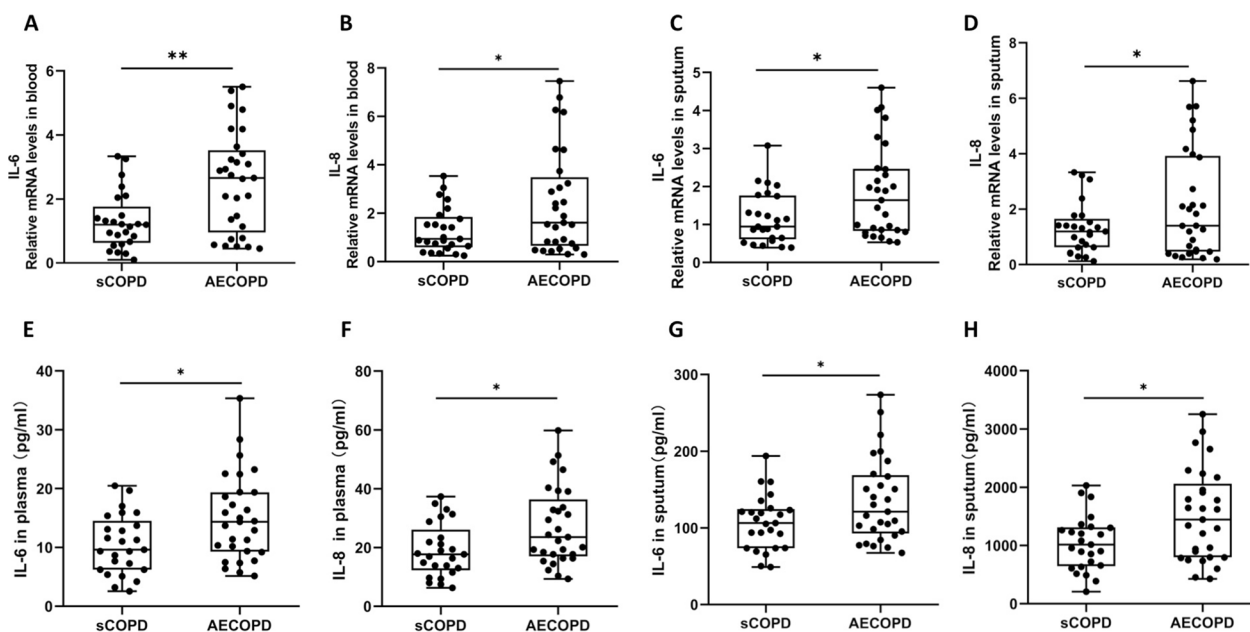 A
IL-6
Relative mRNA levels in blood
6
4
2
0
**
sCOPD
AECOPD
B
IL-8
Relative mRNA levels in blood
8
6
4
2
0
*
sCOPD
AECOPD
C
IL-6
Relative mRNA levels in sputum
5
4
3
2
1
0
*
sCOPD
AECOPD
D
IL-8
Relative mRNA levels in sputum
8
6
4
2
0
*
sCOPD
AECOPD
E
IL-6 in plasma（pg/ml）
40
30
20
10
0
*
sCOPD
AECOPD
F
IL-8 in plasma（pg/ml）
80
60
40
20
0
*
sCOPD
AECOPD
G
IL-6 in sputum（pg/ml）
300
200
150
100
50
0
*
sCOPD
AECOPD
H
IL-8 in sputum（pg/ml）
4000
3000
2000
1000
0
*
sCOPD
AECOPD